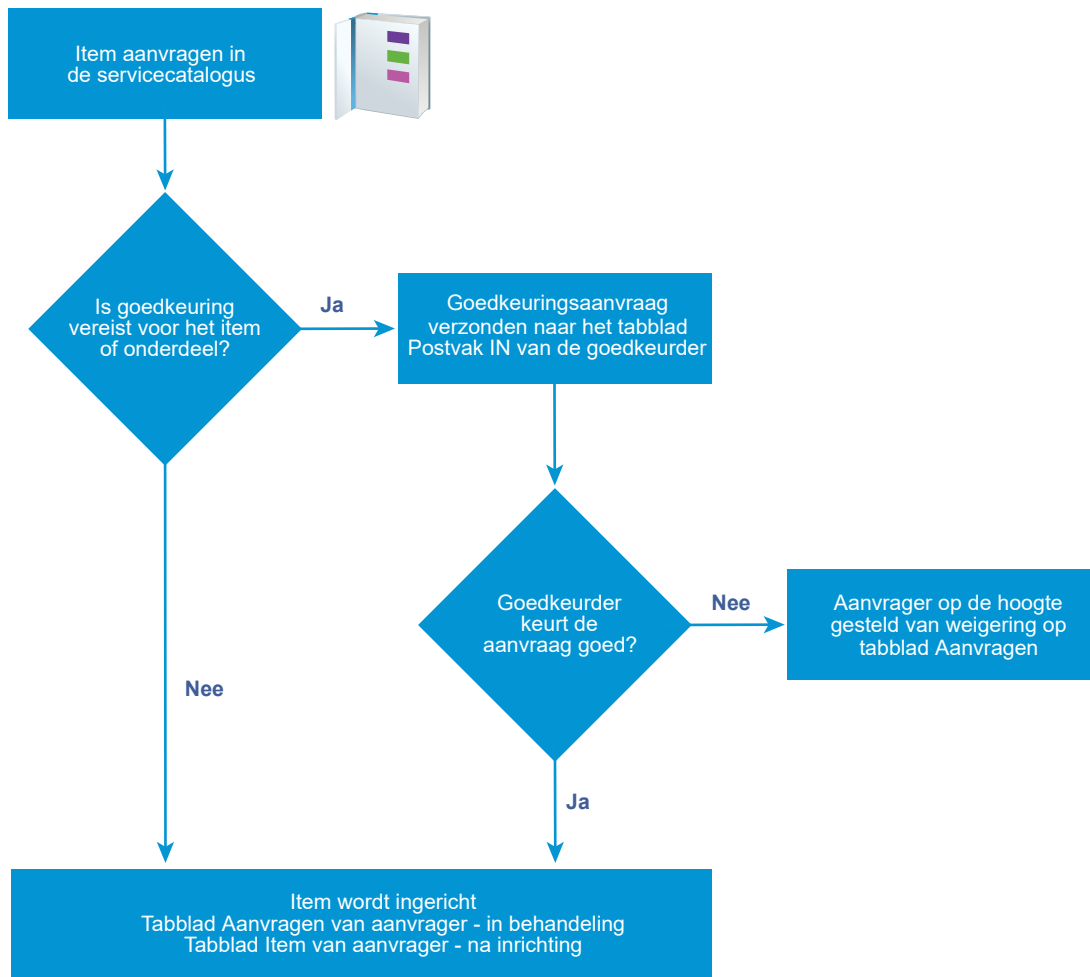 Item aanvragen in
de servicecatalogus
Is goedkeuring
vereist voor het item
of onderdeel?
Ja
Goedkeuringsaanvraag
verzonden naar het tabblad
Postvak IN van de goedkeurder
Goedkeurder
keurt de
aanvraag goed?
Nee
Aanvrager op de hoogte
gesteld van weigering op
tabblad Aanvragen
Nee
Ja
Item wordt ingericht
Tabblad Aanvragen van aanvrager - in behandeling
Tabblad Item van aanvrager - na inrichting